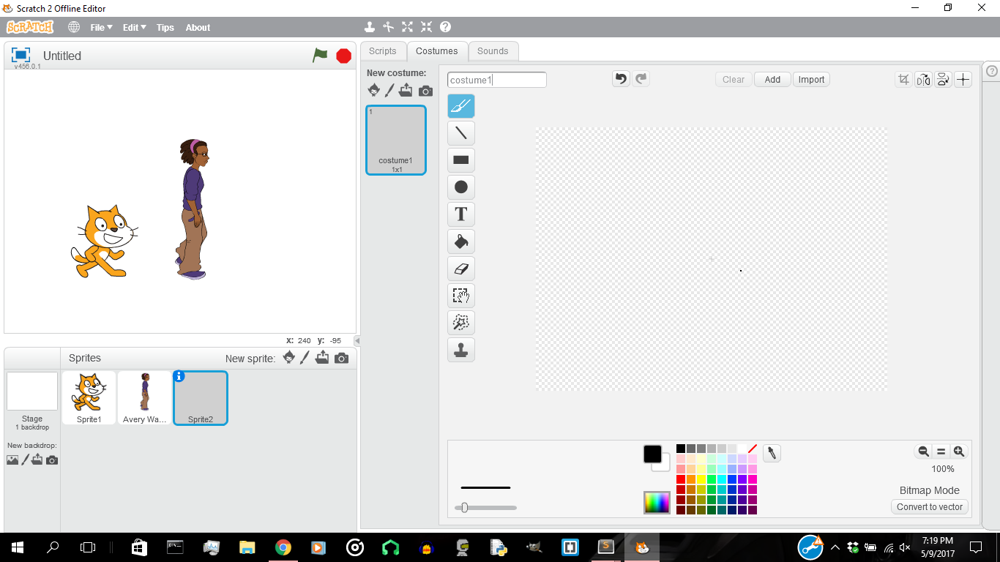 Scratch 2 Offline Editor
SCRATCH File Edit Tips About
v456.0.1
Untitled
Scripts Costumes Sounds
New costume:
1
costume1
1x1
costume1
Clear Add Import
T
x: 240 y: -95
Sprites New sprite:
Stage
1 backdrop
New backdrop:
Sprite1
Avery Wa...
Sprite2
100%
Bitmap Mode
Convert to vector
7:19 PM
5/9/2017